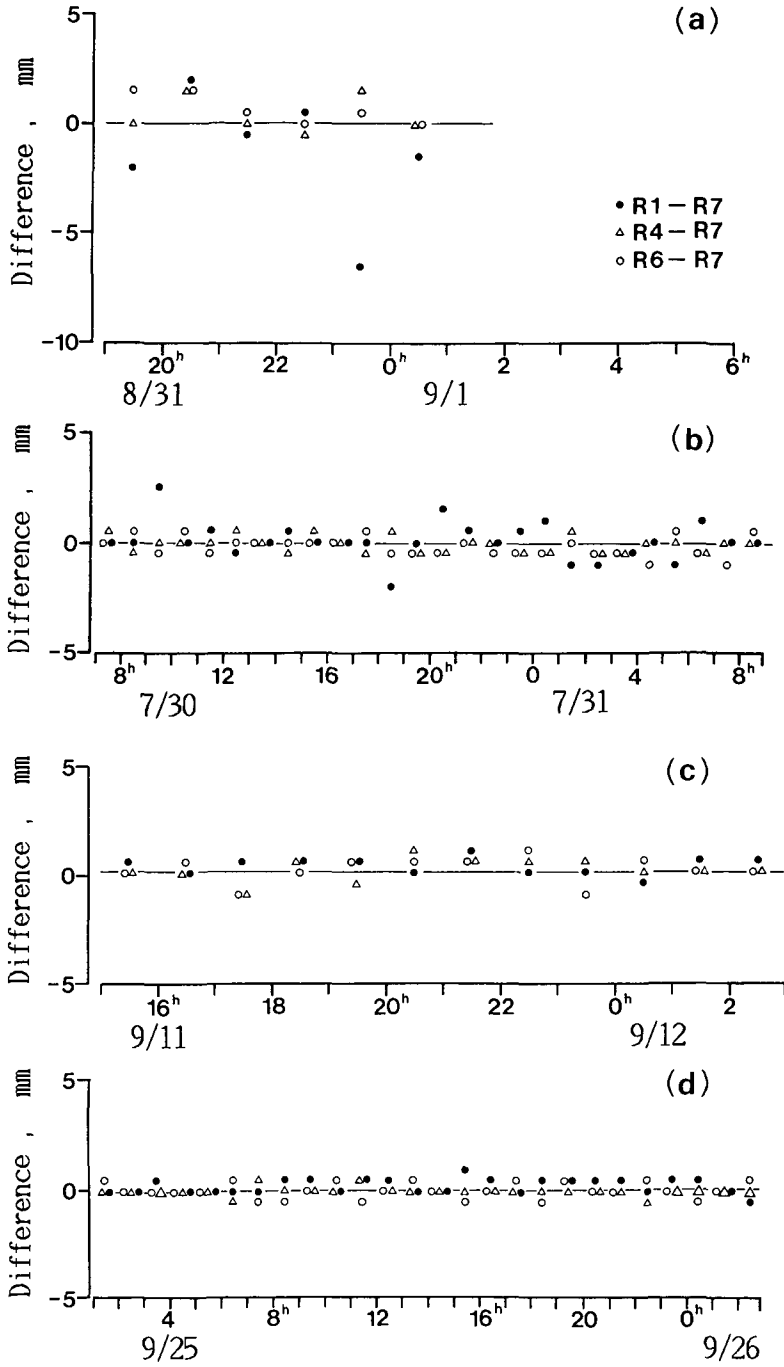 (a)
Difference , mm
5
0
−5
−10
• R1 − R7
△ R4 − R7
○ R6 − R7
20h 22 0h 2 4 6h
8/31 9/1
(b)
Difference , mm
5
0
−5
8h 12 16 20h 0 4 8h
7/30 7/31
(c)
Difference , mm
5
0
−5
16h 18 20h 22 0h 2
9/11 9/12
(d)
Difference , mm
5
0
−5
4 8h 12 16h 20 0h
9/25 9/26